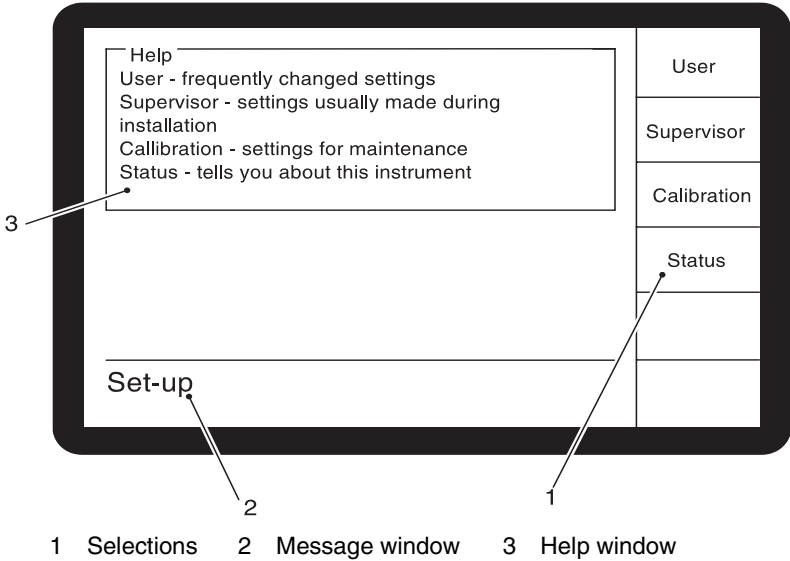 Help
User - frequently changed settings
Supervisor - settings usually made during
installation
Callibration - settings for maintenance
Status - tells you about this instrument
User
Supervisor
Calibration
Status
3
Set-up
2
1
1 Selections 2 Message window 3 Help window